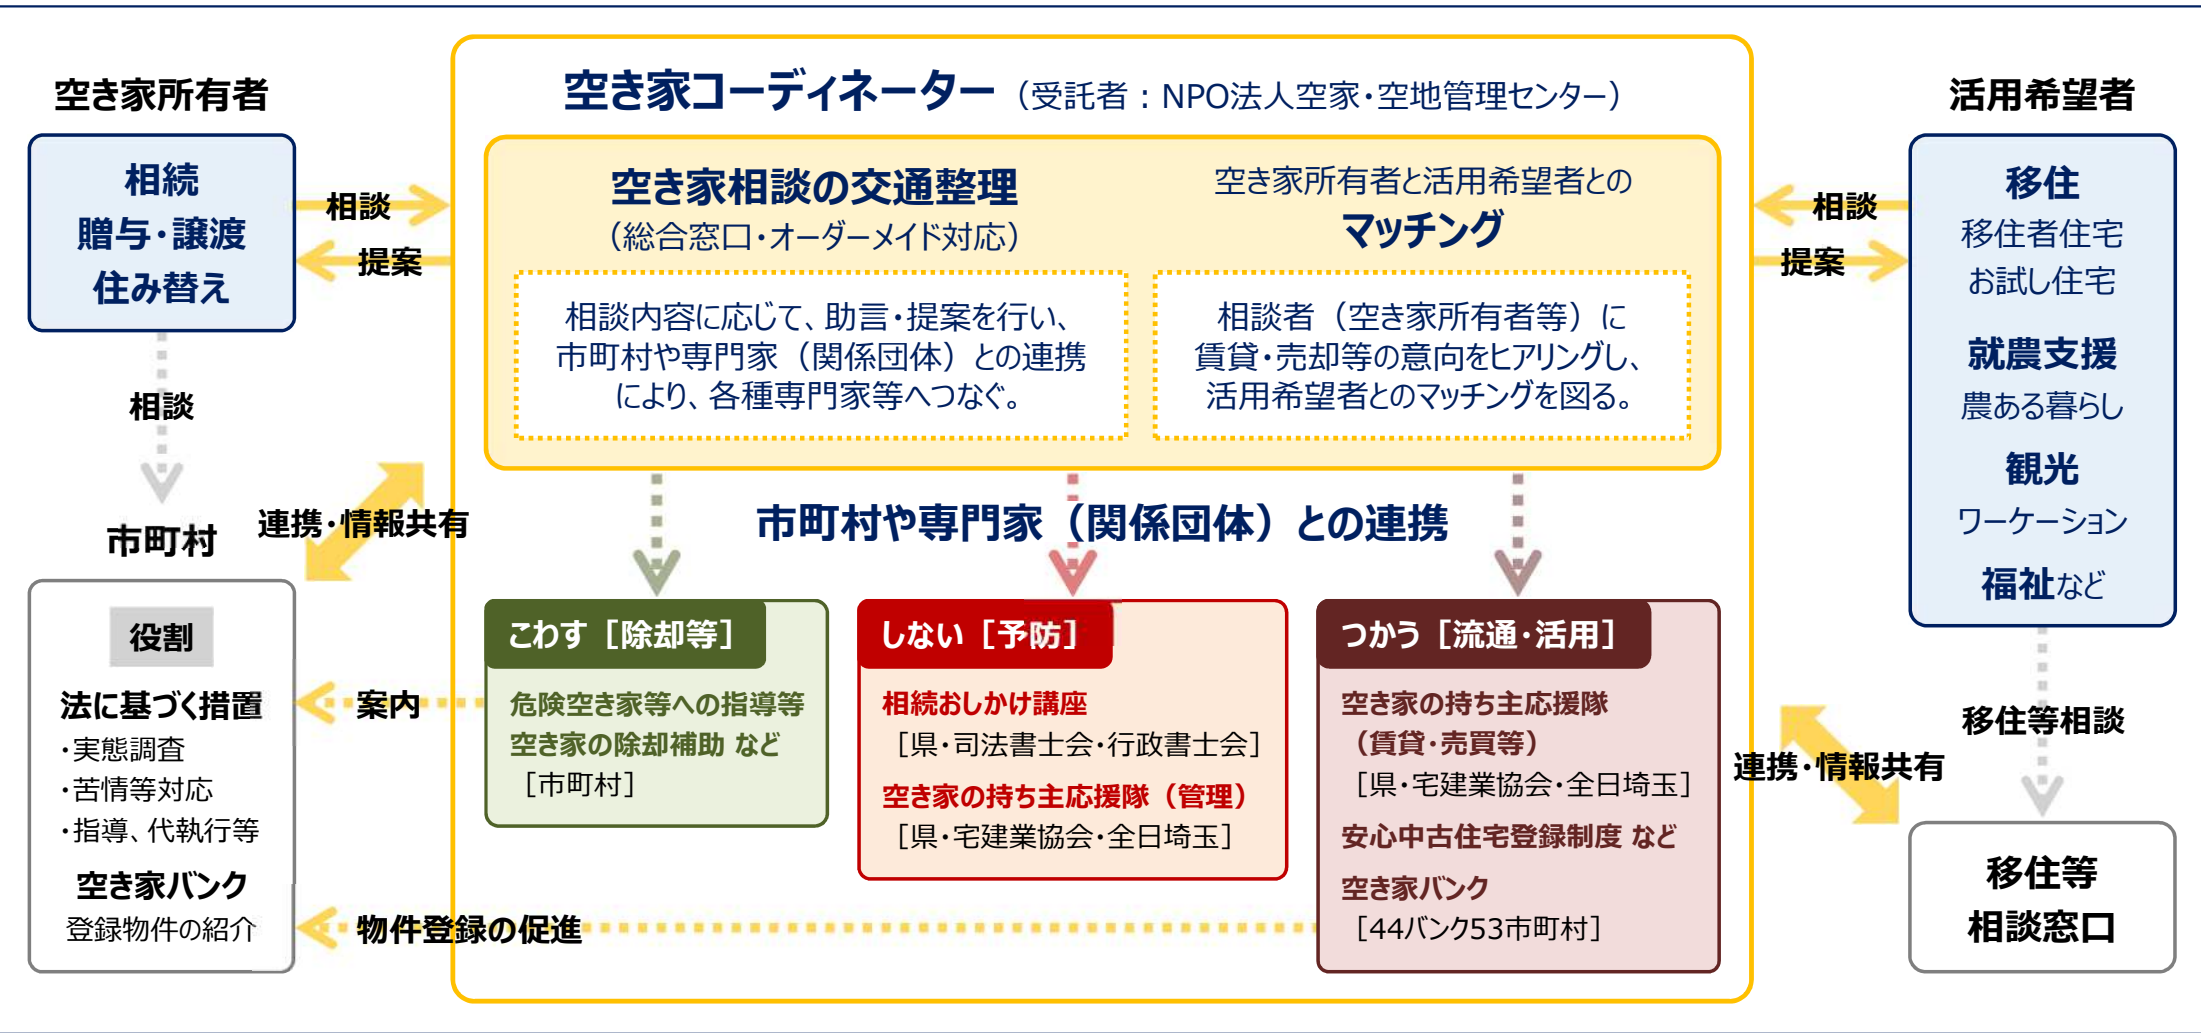 空き家所有者
相続
贈与・譲渡
住み替え
相談
提案
相談
市町村
連携・情報共有
役割
法に基づく措置
・実態調査
・苦情等対応
・指導、代執行等
空き家バンク
登録物件の紹介
案内
物件登録の促進
空き家コーディネーター（受託者：NPO法人空家・空地管理センター）
空き家相談の交通整理
（総合窓口・オーダーメイド対応）
相談内容に応じて、助言・提案を行い、
市町村や専門家（関係団体）との連携
により、各種専門家等へつなぐ。
空き家所有者と活用希望者との
マッチング
相談者（空き家所有者等）に
賃貸・売却等の意向をヒアリングし、
活用希望者とのマッチングを図る。
市町村や専門家（関係団体）との連携
こわす［除却等］
危険空き家等への指導等
空き家の除却補助 など
［市町村］
しない［予防］
相続おしかけ講座
［県・司法書士会・行政書士会］
空き家の持ち主応援隊（管理）
［県・宅建業協会・全日埼玉］
つかう［流通・活用］
空き家の持ち主応援隊
（賃貸・売買等）
［県・宅建業協会・全日埼玉］
安心中古住宅登録制度 など
空き家バンク
［44バンク53市町村］
相談
提案
活用希望者
移住
移住者住宅
お試し住宅
就農支援
農ある暮らし
観光
ワーケーション
福祉など
移住等相談
連携・情報共有
移住等
相談窓口